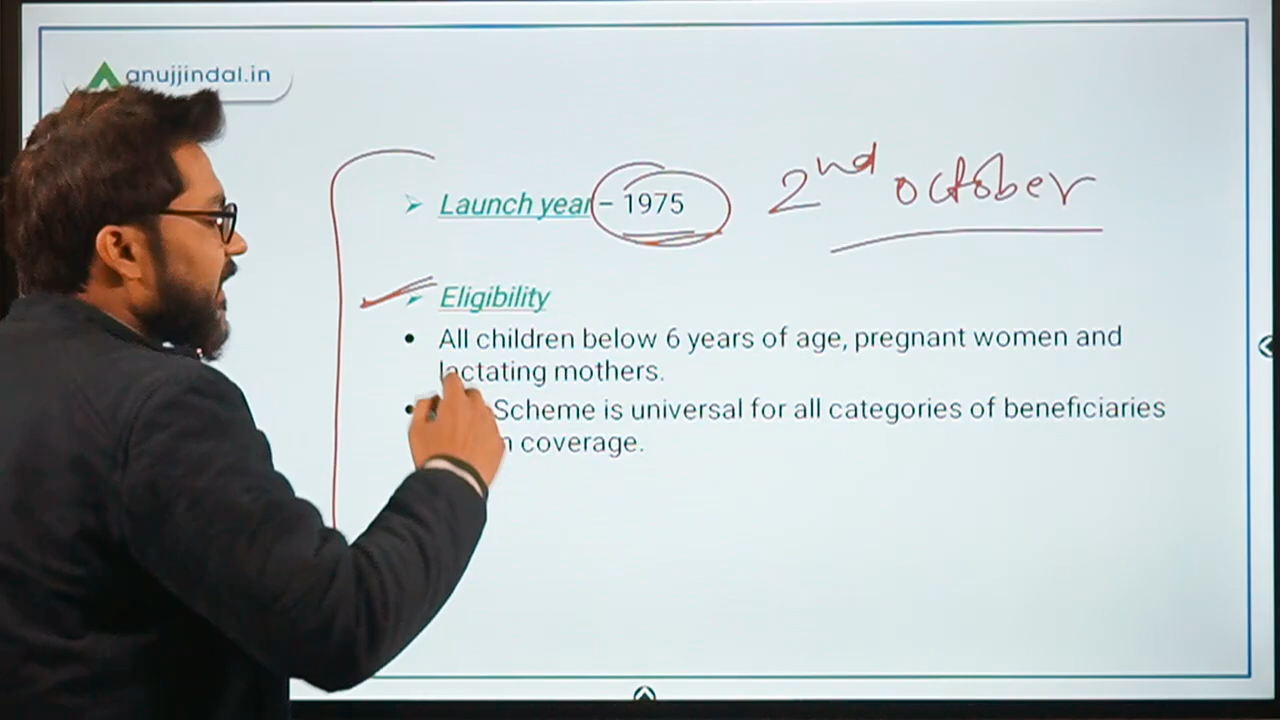 anujjindal.in
Launch year – 1975 2nd october
Eligibility
All children below 6 years of age, pregnant women and
lactating mothers.
Scheme is universal for all categories of beneficiaries
coverage.